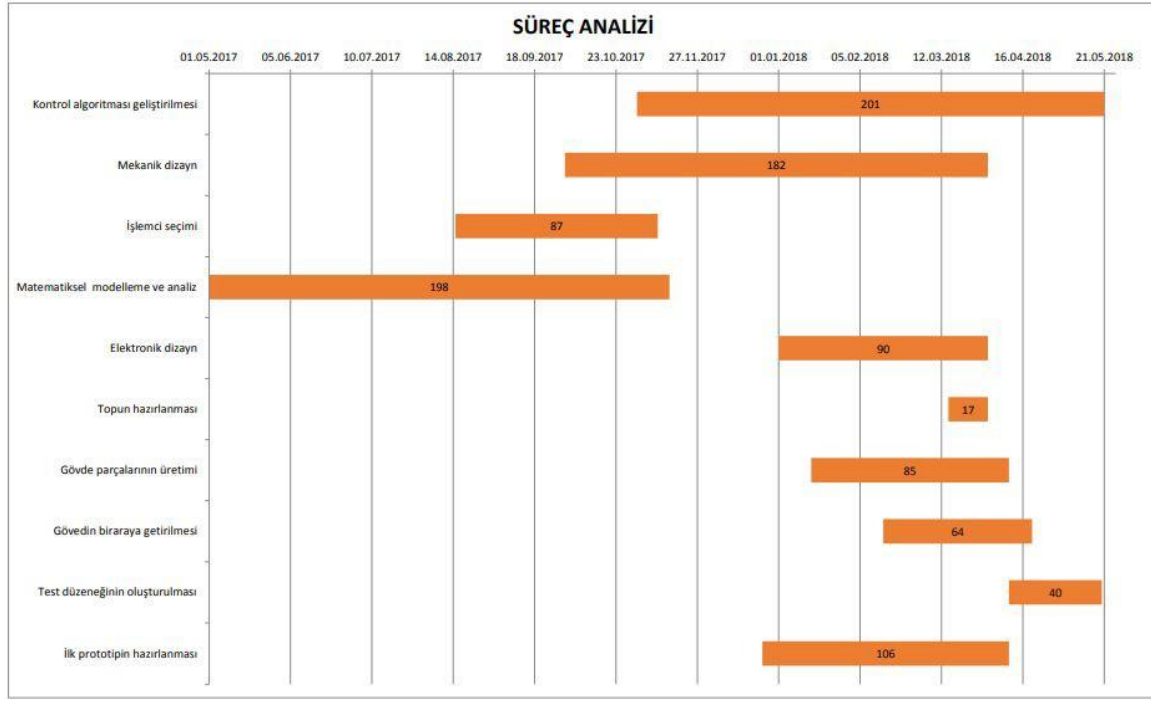 SÜREÇ ANALİZİ
01.05.2017 05.06.2017 10.07.2017 14.08.2017 18.09.2017 23.10.2017 27.11.2017 01.01.2018 05.02.2018 12.03.2018 16.04.2018 21.05.2018
Kontrol algoritması geliştirilmesi 201
Mekanik dizayn 182
İşlemci seçimi 87
Matematiksel modelleme ve analiz 198
Elektronik dizayn 90
Topun hazırlanması 17
Gövde parçalarının üretimi 85
Gövedin biraraya getirilmesi 64
Test düzeneğinin oluşturulması 40
İlk prototipin hazırlanması 106